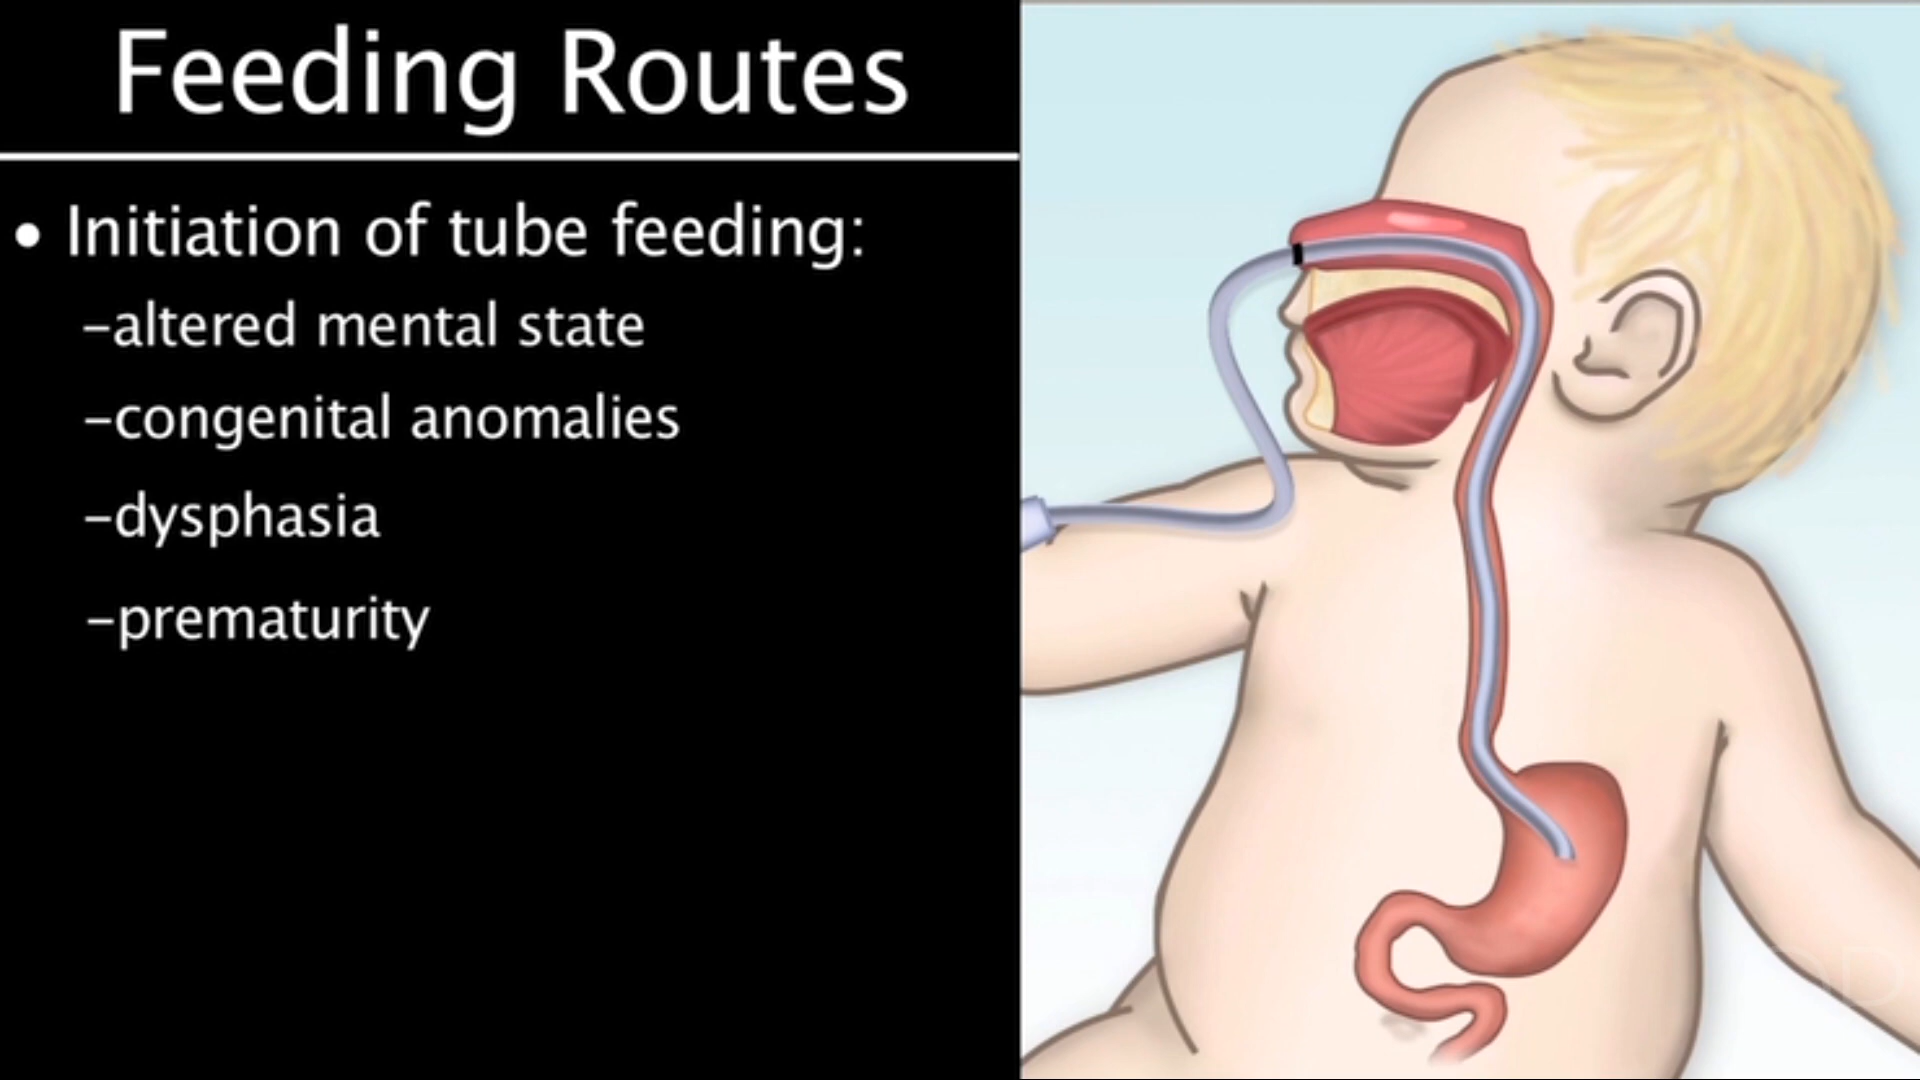 Feeding Routes
• Initiation of tube feeding:
–altered mental state
–congenital anomalies
–dysphasia
–prematurity